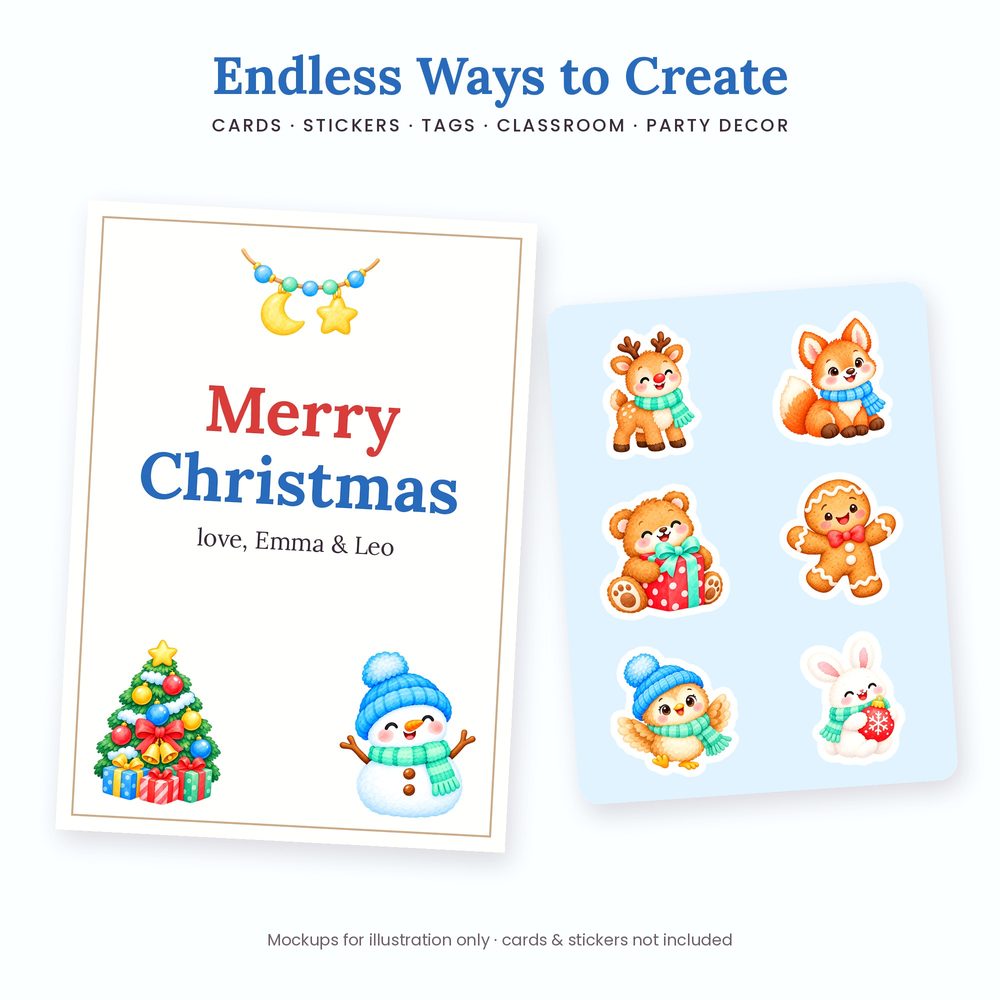 Endless Ways to Create
CARDS · STICKERS · TAGS · CLASSROOM · PARTY DECOR
Merry
Christmas
love, Emma & Leo
Mockups for illustration only · cards & stickers not included